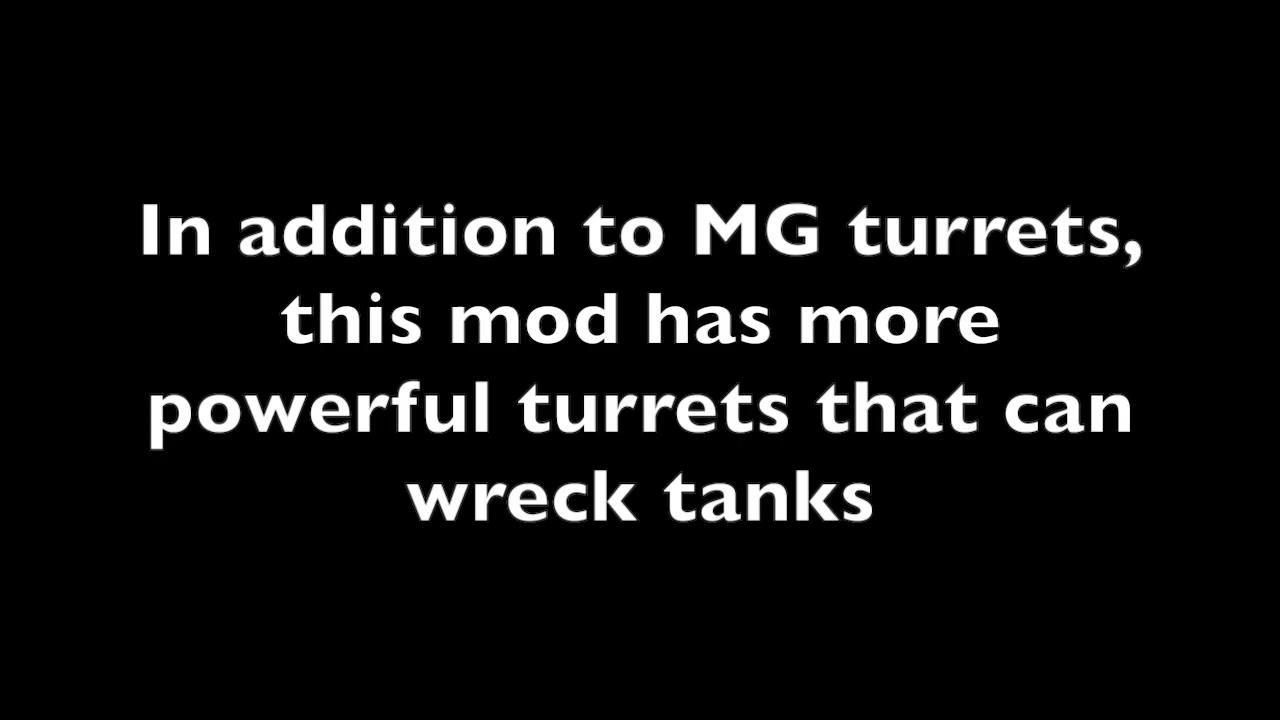 In addition to MG turrets,
this mod has more
powerful turrets that can
wreck tanks